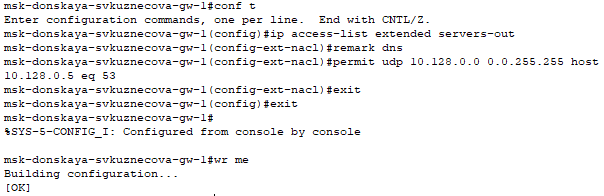 msk-donskaya-svkuznecova-gw-1#conf t
Enter configuration commands, one per line.  End with CNTL/Z.
msk-donskaya-svkuznecova-gw-1(config)#ip access-list extended servers-out
msk-donskaya-svkuznecova-gw-1(config-ext-nacl)#remark dns
msk-donskaya-svkuznecova-gw-1(config-ext-nacl)#permit udp 10.128.0.0 0.0.255.255 host
10.128.0.5 eq 53
msk-donskaya-svkuznecova-gw-1(config-ext-nacl)#exit
msk-donskaya-svkuznecova-gw-1(config)#exit
msk-donskaya-svkuznecova-gw-1#
%SYS-5-CONFIG_I: Configured from console by console
msk-donskaya-svkuznecova-gw-1#wr me
Building configuration...
[OK]